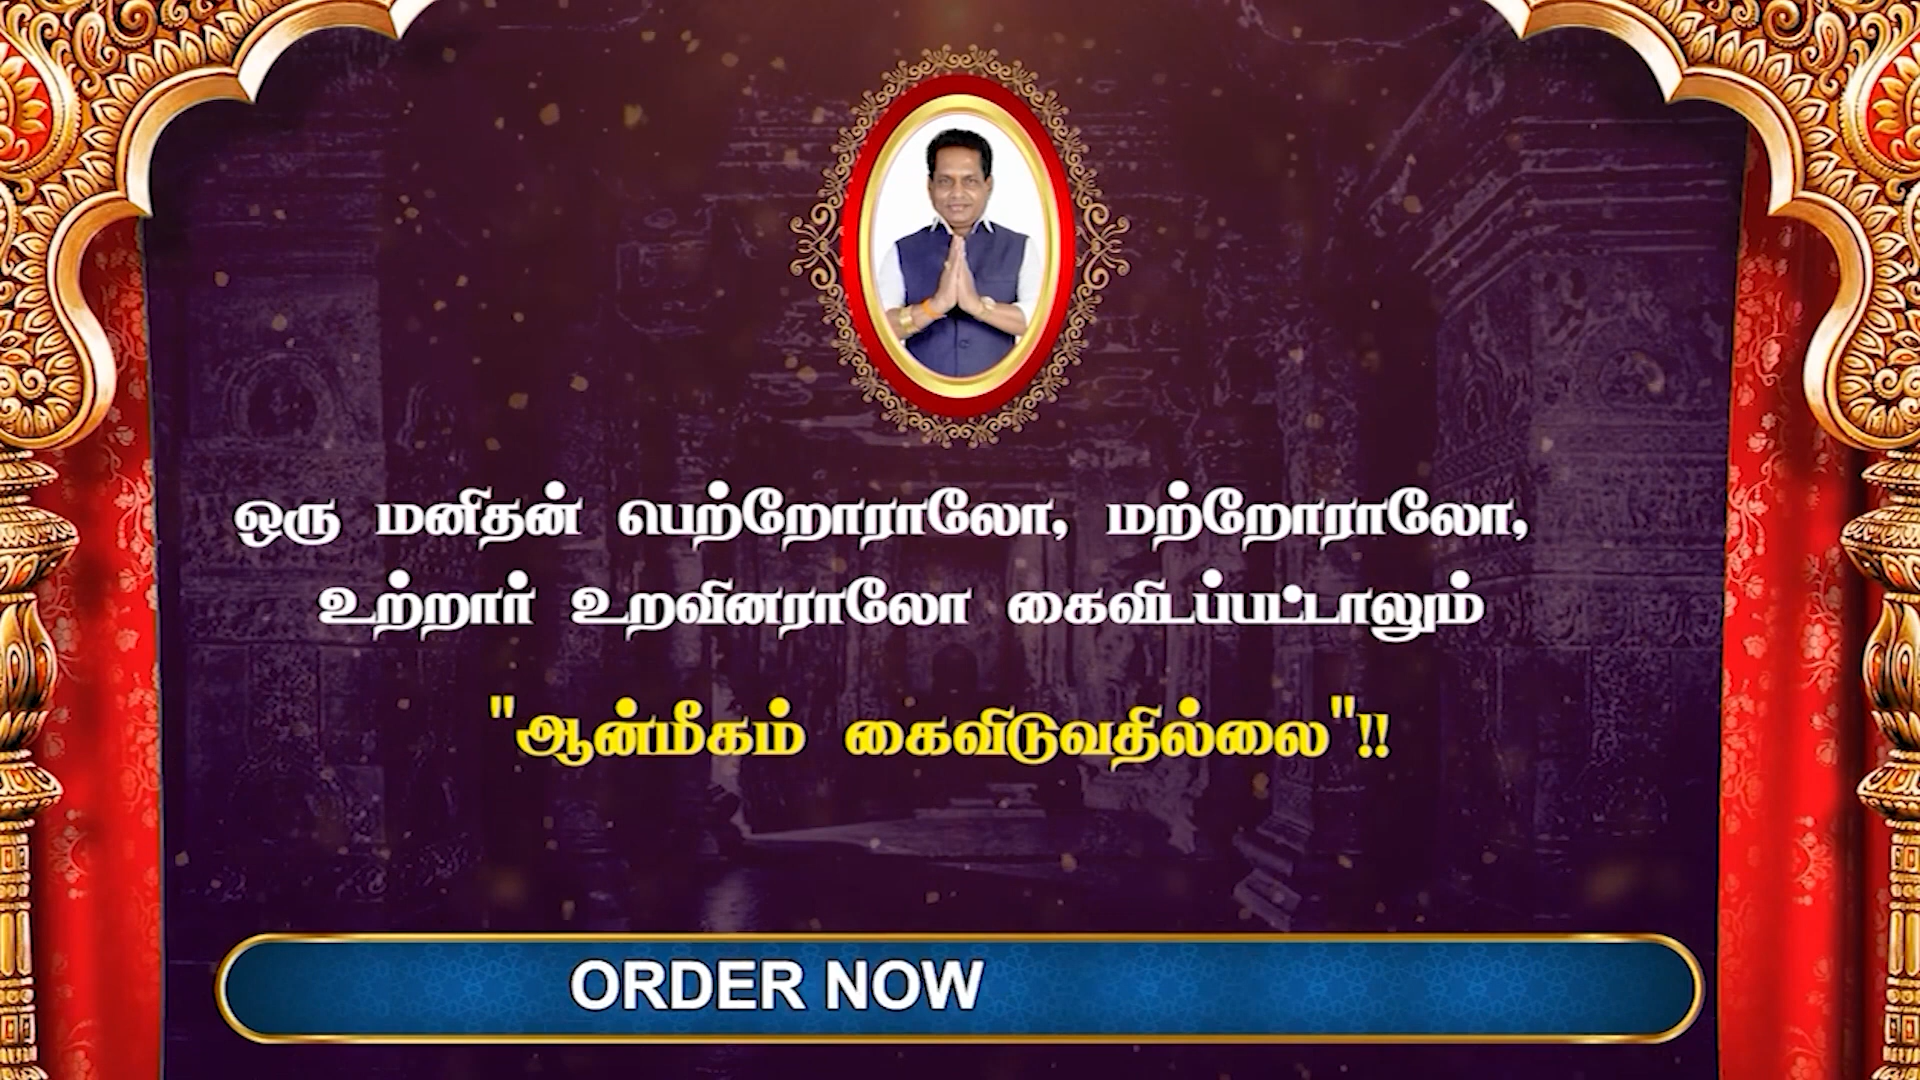 ஒரு மனிதன் பெற்றோராலோ, மற்றோராலோ,
உற்றார் உறவினராலோ கைவிடப்பட்டாலும்
"ஆன்மீகம் கைவிடுவதில்லை"!!
ORDER NOW